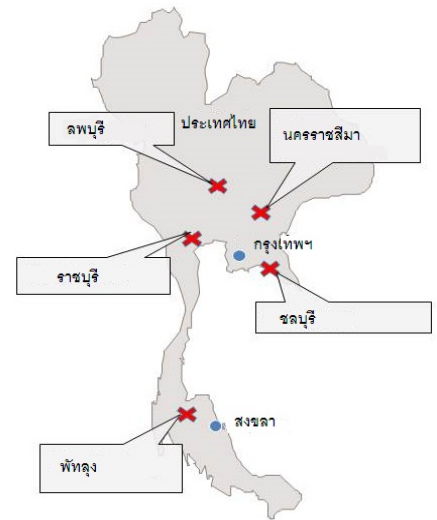 ประเทศไทย
ลพบุรี
นครราชสีมา
กรุงเทพฯ
ราชบุรี
ชลบุรี
สงขลา
พัทลุง